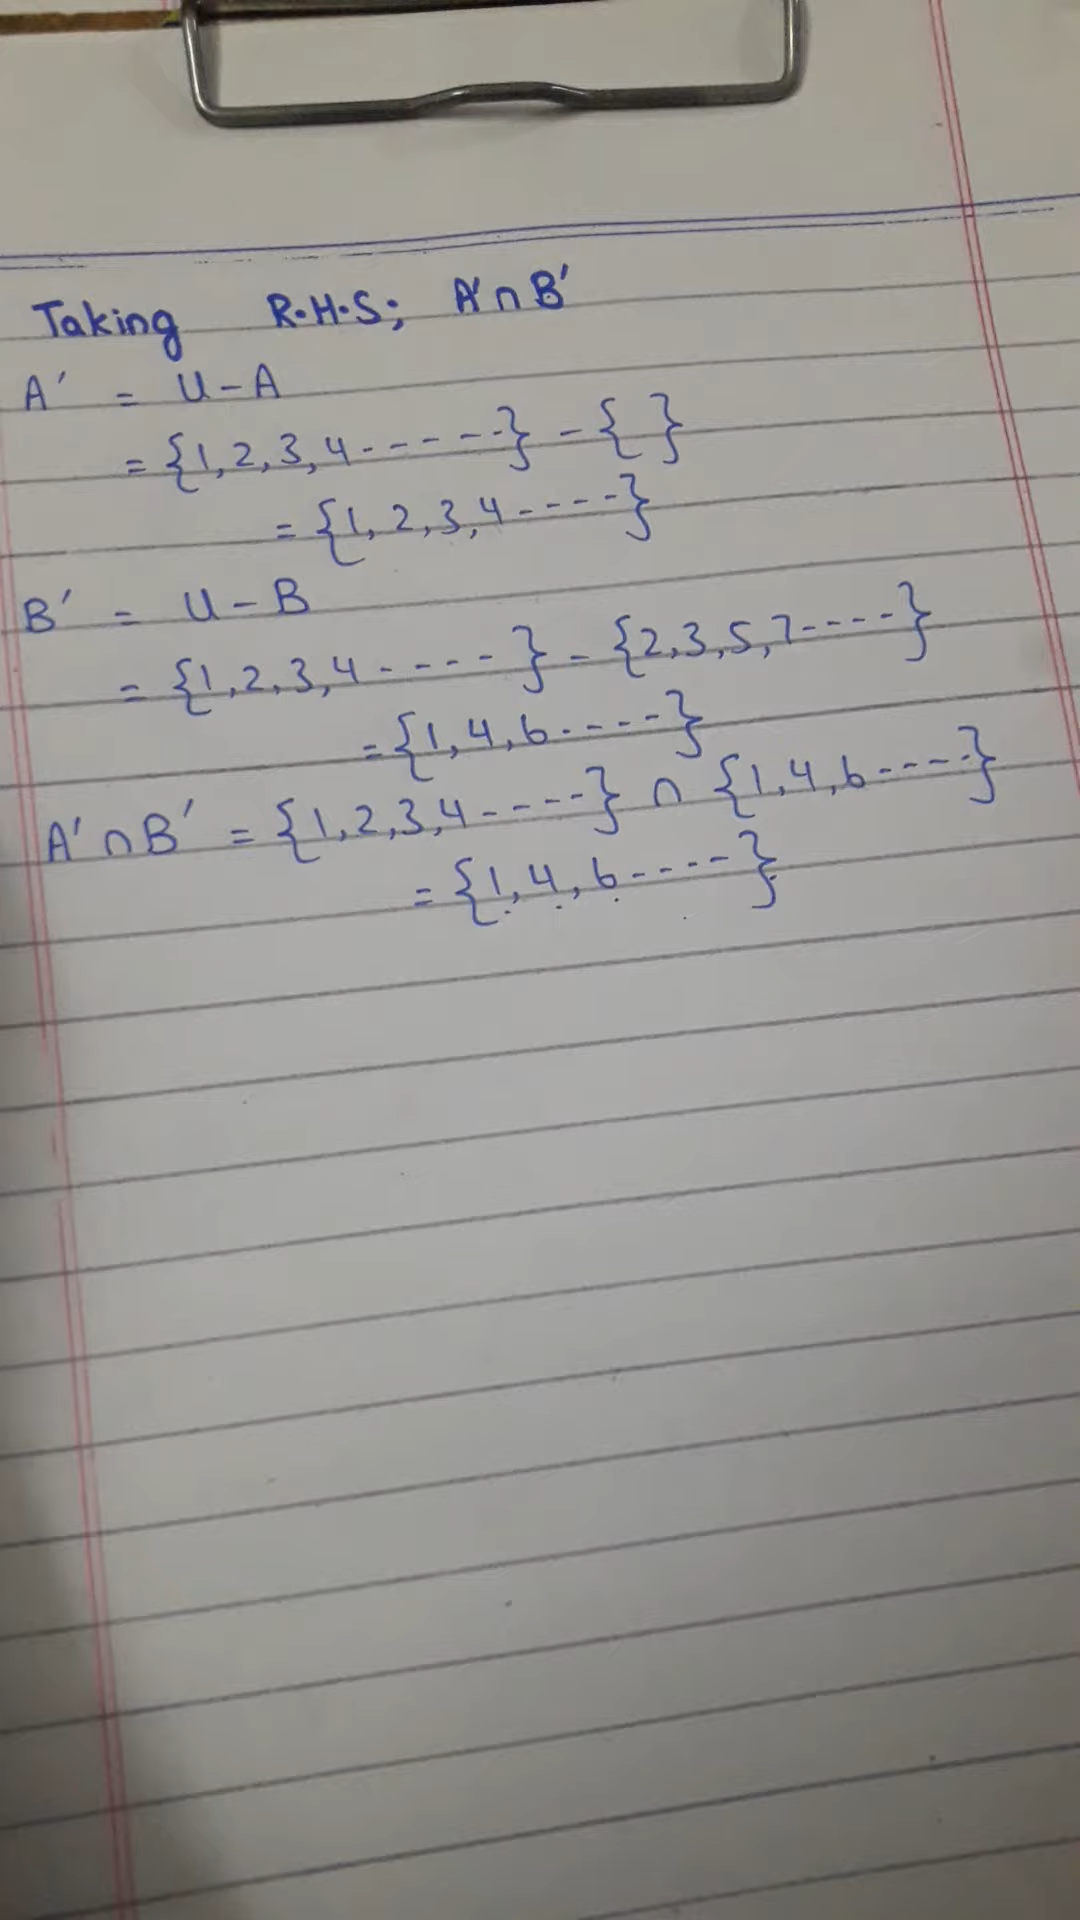 Taking R.H.S; A'∩B'
A' = U-A
= {1,2,3,4-----} - { }
= {1,2,3,4----}
B' = U-B
= {1,2,3,4----} - {2,3,5,7----}
= {1,4,6----}
A'∩B' = {1,2,3,4----} ∩ {1,4,6----}
= {1,4,6----}